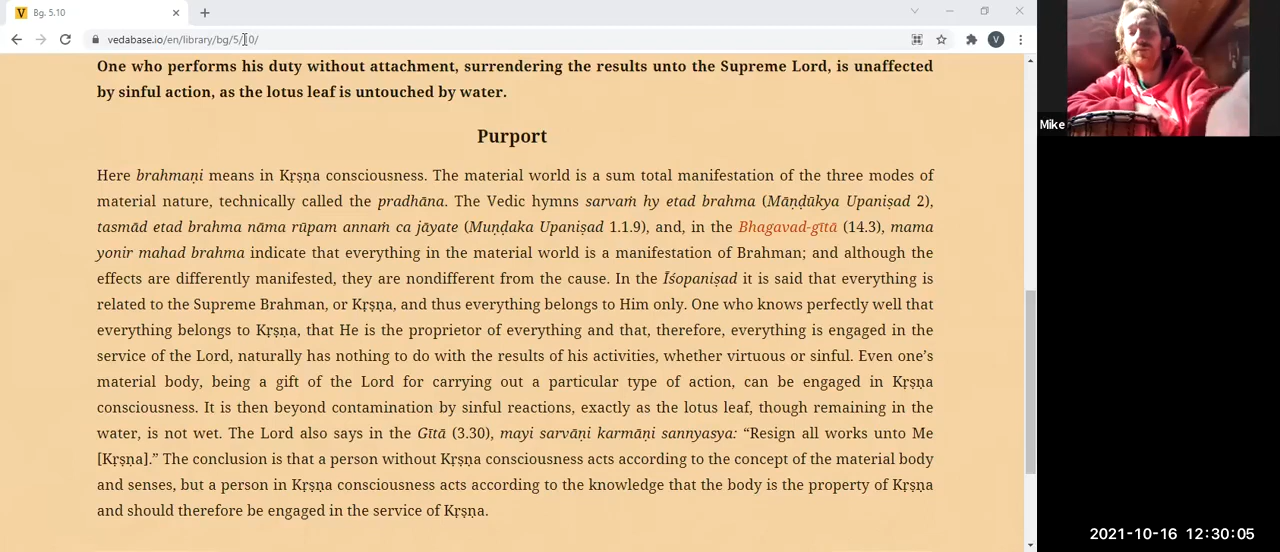 Bg. 5.10
vedabase.io/en/library/bg/5/10/
V
One who performs his duty without attachment, surrendering the results unto the Supreme Lord, is unaffected
by sinful action, as the lotus leaf is untouched by water.
Mike
Purport
Here brahmaṇi means in Kṛṣṇa consciousness. The material world is a sum total manifestation of the three modes of
material nature, technically called the pradhāna. The Vedic hymns sarvaṁ hy etad brahma (Māṇḍūkya Upaniṣad 2),
tasmād etad brahma nāma rūpam annaṁ ca jāyate (Muṇḍaka Upaniṣad 1.1.9), and, in the Bhagavad-gītā (14.3), mama
yonir mahad brahma indicate that everything in the material world is a manifestation of Brahman; and although the
effects are differently manifested, they are nondifferent from the cause. In the Īśopaniṣad it is said that everything is
related to the Supreme Brahman, or Kṛṣṇa, and thus everything belongs to Him only. One who knows perfectly well that
everything belongs to Kṛṣṇa, that He is the proprietor of everything and that, therefore, everything is engaged in the
service of the Lord, naturally has nothing to do with the results of his activities, whether virtuous or sinful. Even one’s
material body, being a gift of the Lord for carrying out a particular type of action, can be engaged in Kṛṣṇa
consciousness. It is then beyond contamination by sinful reactions, exactly as the lotus leaf, though remaining in the
water, is not wet. The Lord also says in the Gītā (3.30), mayi sarvāṇi karmāṇi sannyasya: “Resign all works unto Me
[Kṛṣṇa].” The conclusion is that a person without Kṛṣṇa consciousness acts according to the concept of the material body
and senses, but a person in Kṛṣṇa consciousness acts according to the knowledge that the body is the property of Kṛṣṇa
and should therefore be engaged in the service of Kṛṣṇa.
2021-10-16 12:30:05